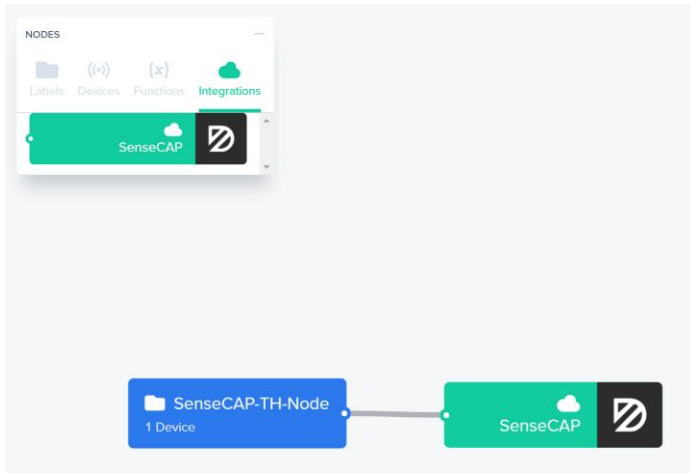 NODES
Labels Devices Functions Integrations
SenseCAP
SenseCAP-TH-Node
1 Device
SenseCAP